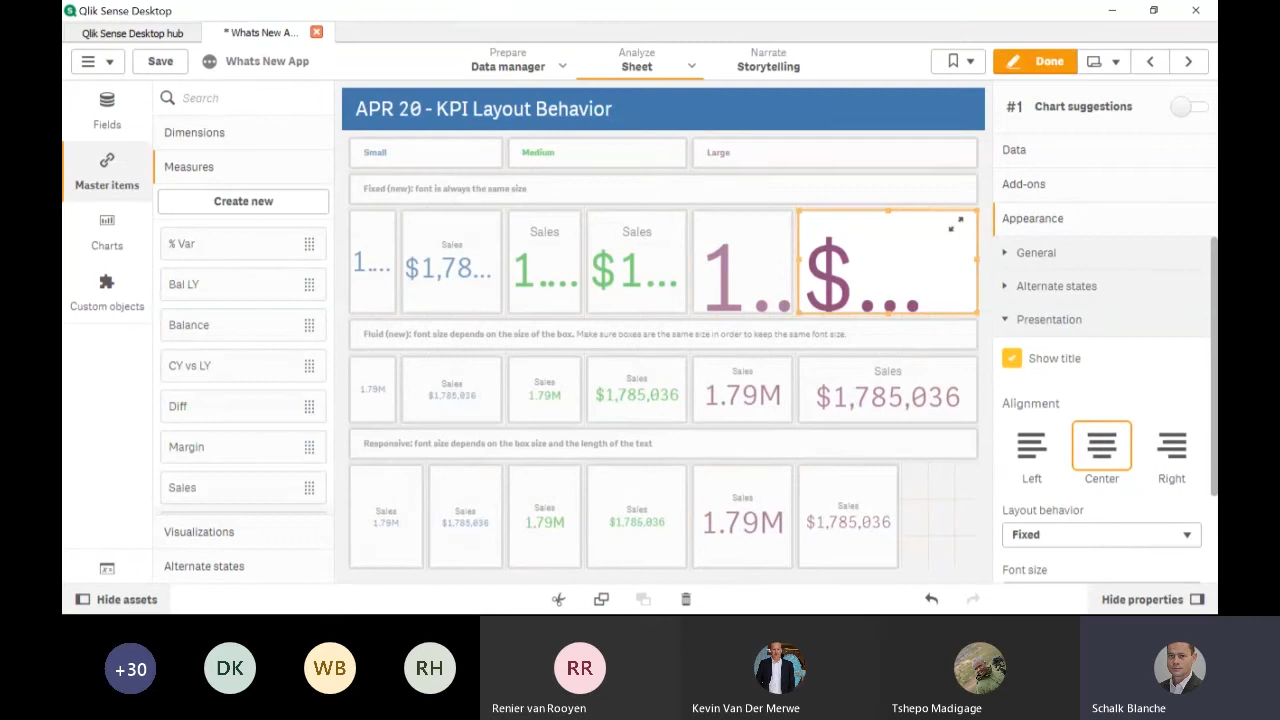 Qlik Sense Desktop
Qlik Sense Desktop hub
* Whats New A...
Save
Whats New App
Prepare
Data manager
Analyze
Sheet
Narrate
Storytelling
Done
Fields
Master items
Charts
Custom objects
Search
Dimensions
Measures
Create new
% Var
Bal LY
Balance
CY vs LY
Diff
Margin
Sales
Visualizations
Alternate states
APR 20 - KPI Layout Behavior
Small
Medium
Large
Fixed (new): font is always the same size
1....
Sales
$1,78...
Sales
1....
Sales
$1...
1..
$...
Fluid (new): font size depends on the size of the box. Make sure boxes are the same size in order to keep the same font size.
1.79M
Sales
$1,785,036
Sales
1.79M
Sales
$1,785,036
Sales
1.79M
Sales
$1,785,036
Responsive: font size depends on the box size and the length of the text
Sales
1.79M
Sales
$1,785,036
Sales
1.79M
Sales
$1,785,036
Sales
1.79M
Sales
$1,785,036
#1 Chart suggestions
Data
Add-ons
Appearance
General
Alternate states
Presentation
Show title
Alignment
Left
Center
Right
Layout behavior
Fixed
Font size
Hide assets
Hide properties
+30
DK
WB
RH
RR
Renier van Rooyen
Kevin Van Der Merwe
Tshepo Madigage
Schalk Blanche